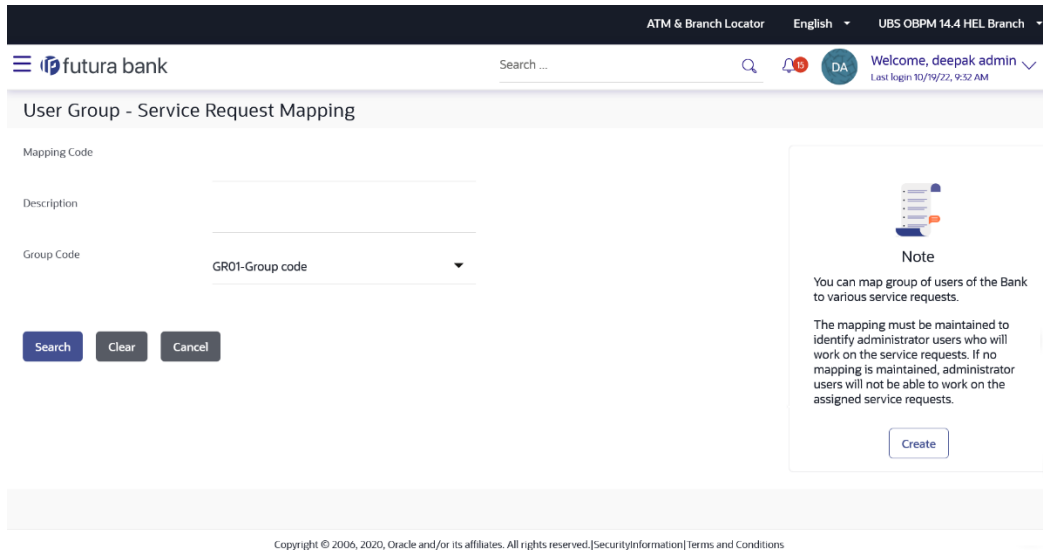 ATM & Branch Locator English UBS OBPM 14.4 HEL Branch
futura bank Search ... 15 DA Welcome, deepak admin
Last login 10/19/22, 9:32 AM
User Group - Service Request Mapping
Mapping Code
Description
Group Code
GR01-Group code
Search Clear Cancel
Note
You can map group of users of the Bank
to various service requests.
The mapping must be maintained to
identify administrator users who will
work on the service requests. If no
mapping is maintained, administrator
users will not be able to work on the
assigned service requests.
Create
Copyright © 2006, 2020, Oracle and/or its affiliates. All rights reserved.|SecurityInformation|Terms and Conditions